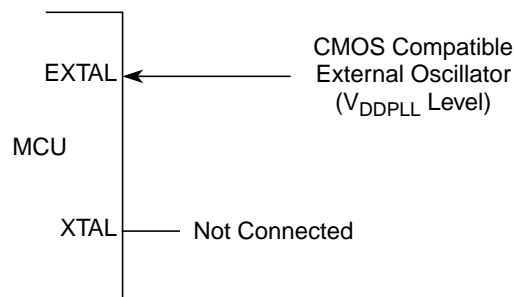 EXTAL
CMOS Compatible
External Oscillator
(VDDPLL Level)
MCU
XTAL
Not Connected